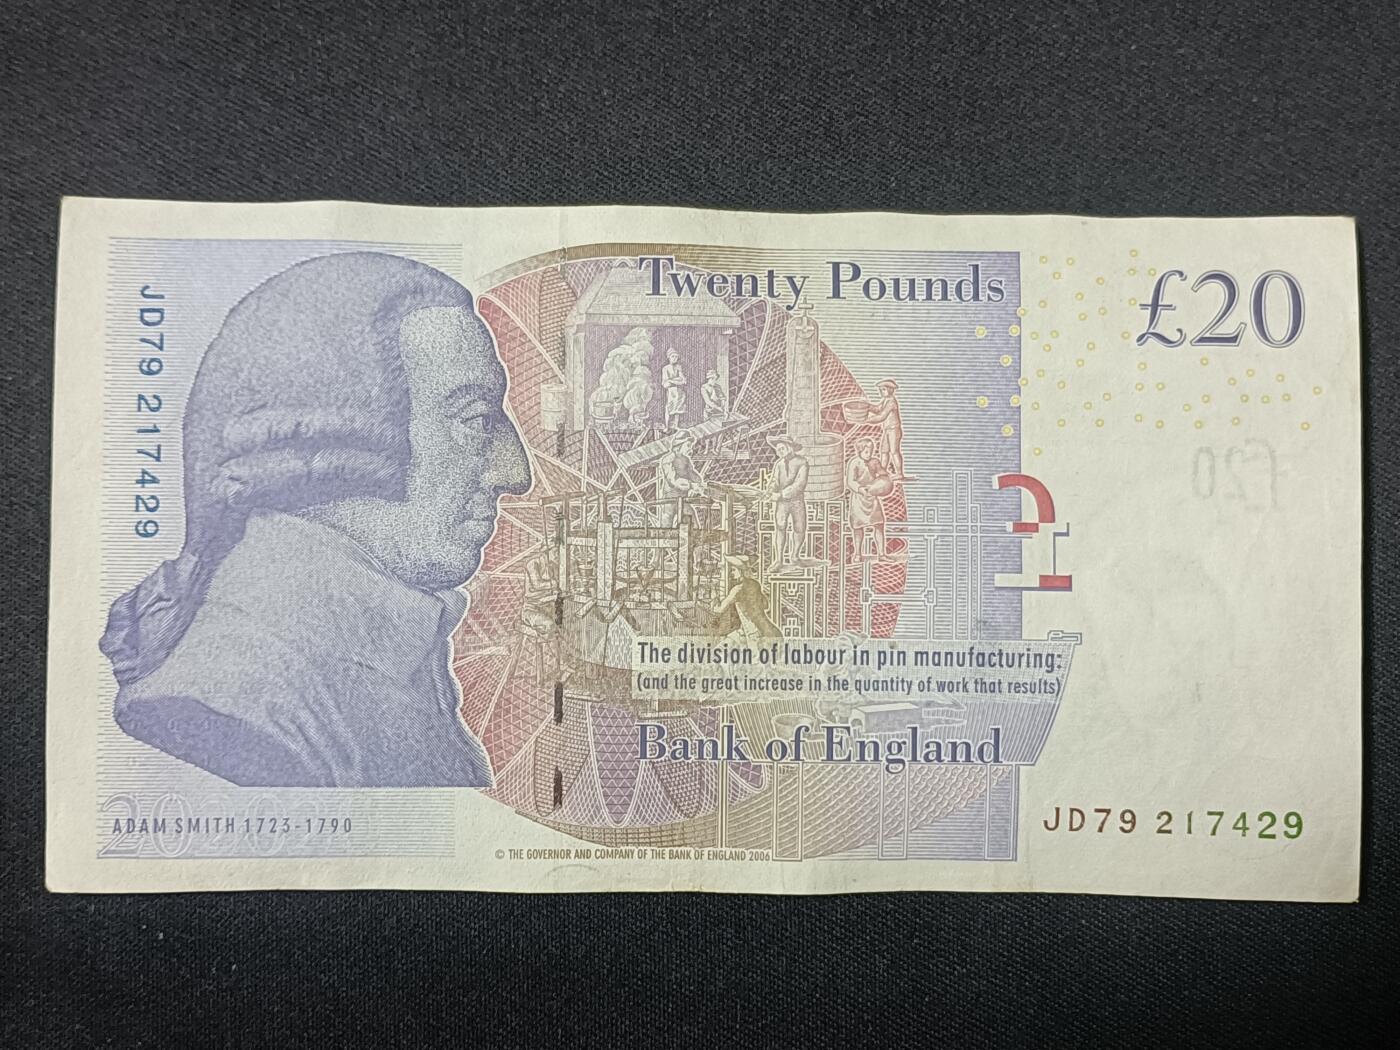 Twenty Pounds
£20
JD79 217429
£20
The division of labour in pin manufacturing:
(and the great increase in the quantity of work that results)
Bank of England
JD79 217429
ADAM SMITH 1723-1790
© THE GOVERNOR AND COMPANY OF THE BANK OF ENGLAND 2006